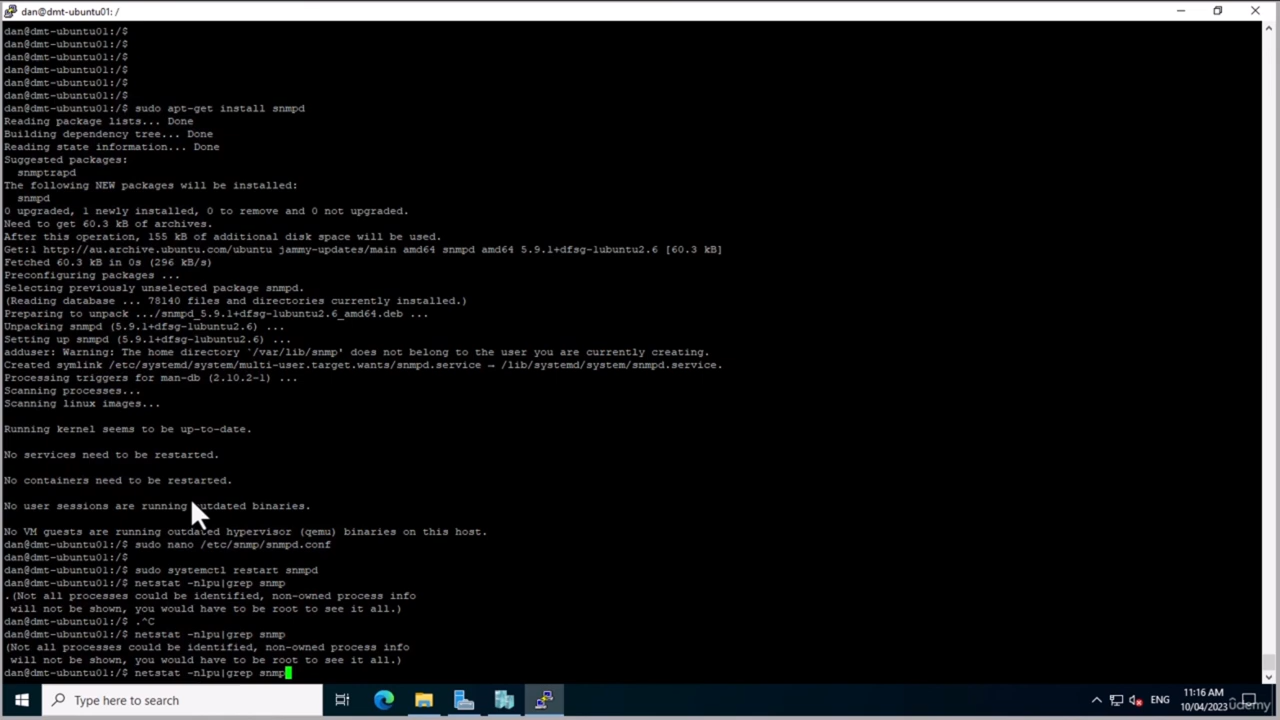 dan@dmt-ubuntu01: /
dan@dmt-ubuntu01:/$
dan@dmt-ubuntu01:/$
dan@dmt-ubuntu01:/$
dan@dmt-ubuntu01:/$
dan@dmt-ubuntu01:/$
dan@dmt-ubuntu01:/$
dan@dmt-ubuntu01:/$ sudo apt-get install snmpd
Reading package lists... Done
Building dependency tree... Done
Reading state information... Done
Suggested packages:
snmptrapd
The following NEW packages will be installed:
snmpd
0 upgraded, 1 newly installed, 0 to remove and 0 not upgraded.
Need to get 60.3 kB of archives.
After this operation, 155 kB of additional disk space will be used.
Get:1 http://au.archive.ubuntu.com/ubuntu jammy-updates/main amd64 snmpd amd64 5.9.1+dfsg-1ubuntu2.6 [60.3 kB]
Fetched 60.3 kB in 0s (296 kB/s)
Preconfiguring packages ...
Selecting previously unselected package snmpd.
(Reading database ... 78140 files and directories currently installed.)
Preparing to unpack .../snmpd_5.9.1+dfsg-1ubuntu2.6_amd64.deb ...
Unpacking snmpd (5.9.1+dfsg-1ubuntu2.6) ...
Setting up snmpd (5.9.1+dfsg-1ubuntu2.6) ...
adduser: Warning: The home directory `/var/lib/snmp' does not belong to the user you are currently creating.
Created symlink /etc/systemd/system/multi-user.target.wants/snmpd.service → /lib/systemd/system/snmpd.service.
Processing triggers for man-db (2.10.2-1) ...
Scanning processes...
Scanning linux images...
Running kernel seems to be up-to-date.
No services need to be restarted.
No containers need to be restarted.
No user sessions are running outdated binaries.
No VM guests are running outdated hypervisor (qemu) binaries on this host.
dan@dmt-ubuntu01:/$ sudo nano /etc/snmp/snmpd.conf
dan@dmt-ubuntu01:/$
dan@dmt-ubuntu01:/$ sudo systemctl restart snmpd
dan@dmt-ubuntu01:/$ netstat -nlpu|grep snmp
.(Not all processes could be identified, non-owned process info
will not be shown, you would have to be root to see it all.)
dan@dmt-ubuntu01:/$ .^C
dan@dmt-ubuntu01:/$ netstat -nlpu|grep snmp
(Not all processes could be identified, non-owned process info
will not be shown, you would have to be root to see it all.)
dan@dmt-ubuntu01:/$ netstat -nlpu|grep snmp
Type here to search
ENG
11:16 AM
10/04/2023
udemy